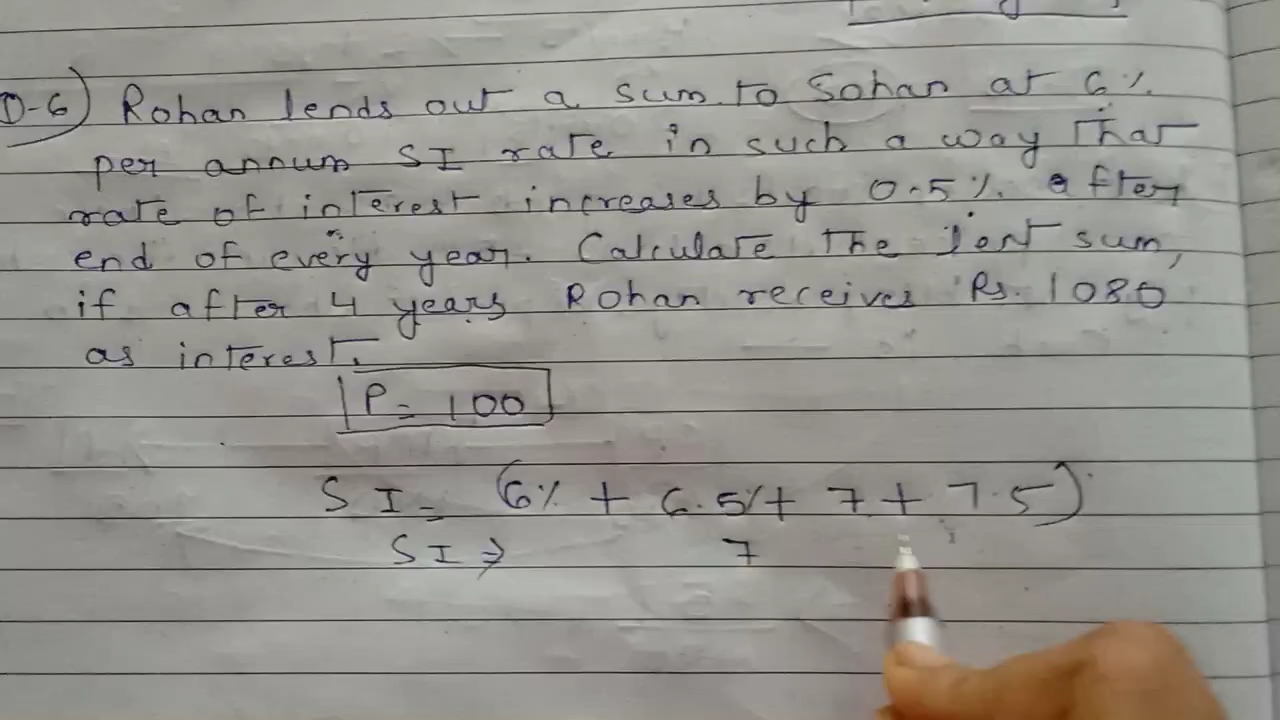 D-6) Rohan lends out a sum to Sohan at 6%
per annum SI rate in such a way that
rate of interest increases by 0.5% after
end of every year. Calculate the lent sum,
if after 4 years Rohan receives Rs. 1080
as interest.
P = 100
SI = (6% + 6.5% + 7 + 7.5)
SI ⇒ 7